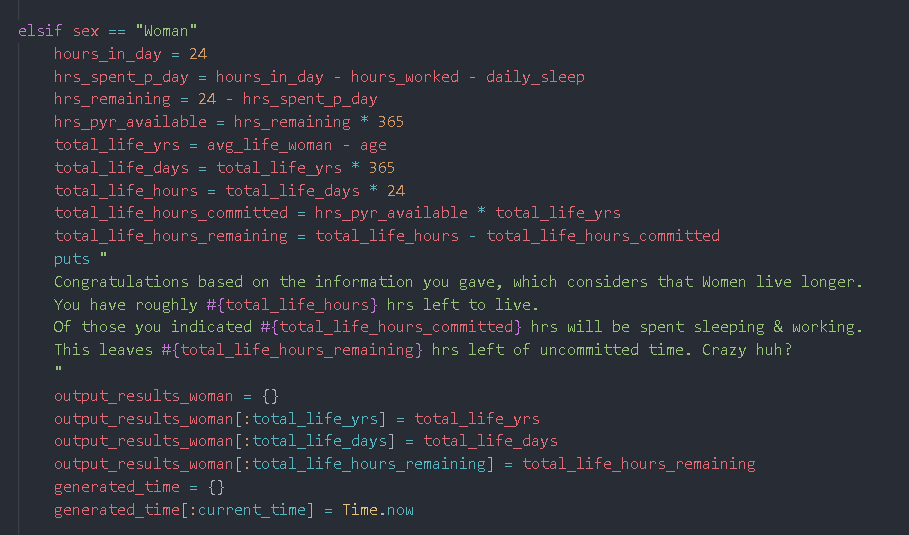 elsif sex == "Woman"
    hours_in_day = 24
    hrs_spent_p_day = hours_in_day - hours_worked - daily_sleep
    hrs_remaining = 24 - hrs_spent_p_day
    hrs_pyr_available = hrs_remaining * 365
    total_life_yrs = avg_life_woman - age
    total_life_days = total_life_yrs * 365
    total_life_hours = total_life_days * 24
    total_life_hours_committed = hrs_pyr_available * total_life_yrs
    total_life_hours_remaining = total_life_hours - total_life_hours_committed
    puts "
    Congratulations based on the information you gave, which considers that Women live longer.
    You have roughly #{total_life_hours} hrs left to live.
    Of those you indicated #{total_life_hours_committed} hrs will be spent sleeping & working.
    This leaves #{total_life_hours_remaining} hrs left of uncommitted time. Crazy huh?
    "
    output_results_woman = {}
    output_results_woman[:total_life_yrs] = total_life_yrs
    output_results_woman[:total_life_days] = total_life_days
    output_results_woman[:total_life_hours_remaining] = total_life_hours_remaining
    generated_time = {}
    generated_time[:current_time] = Time.now